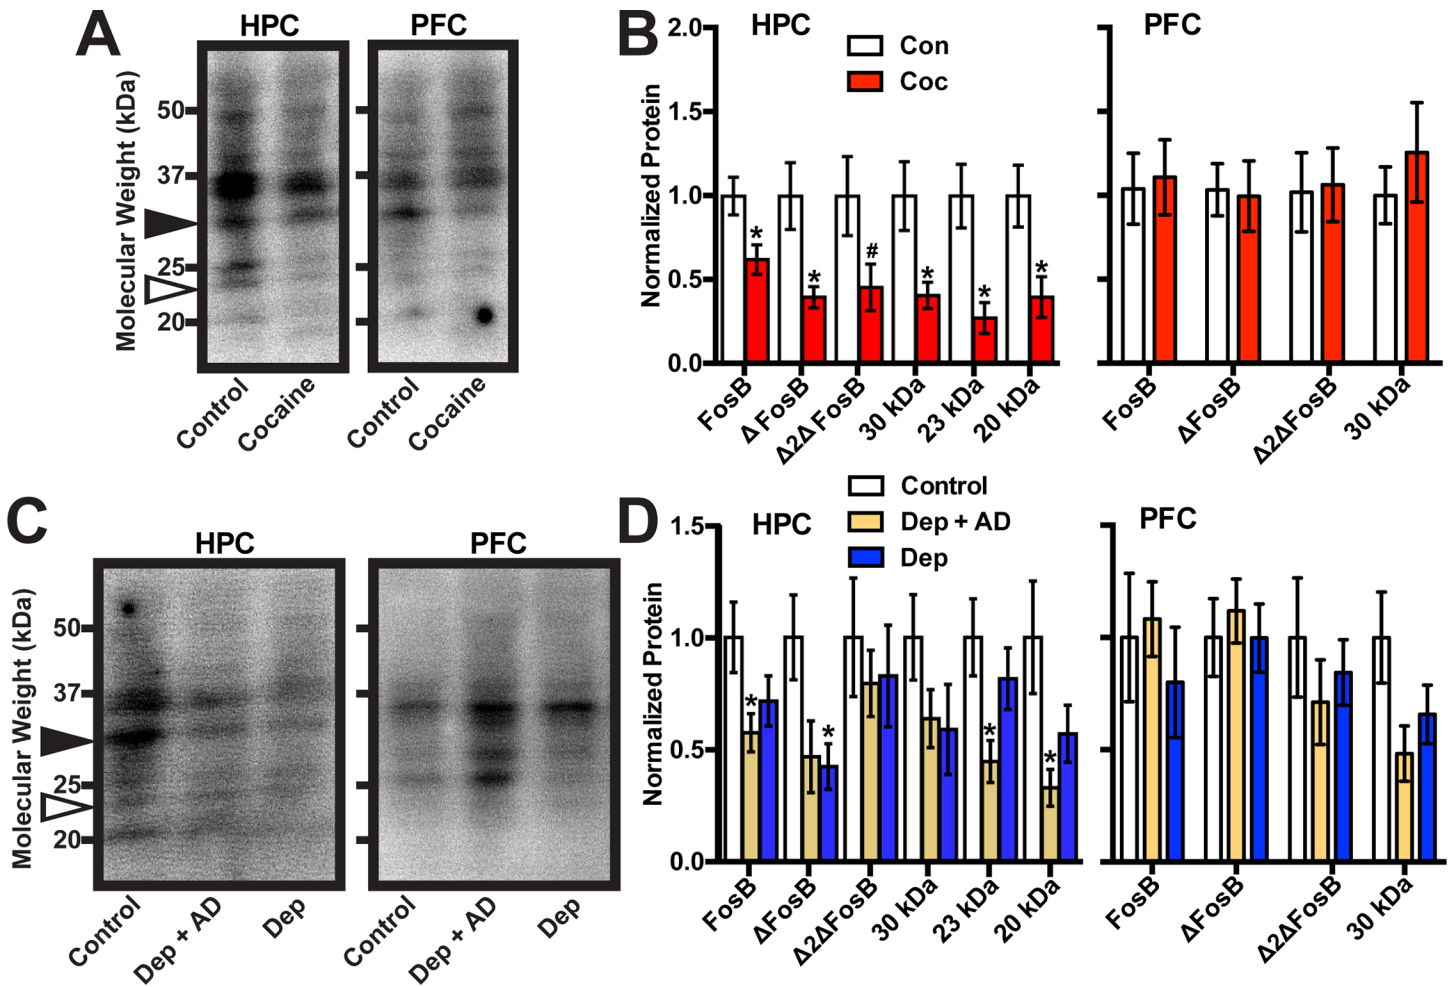 A
HPC
PFC
Molecular Weight (kDa)
50
37
25
20
Control
Cocaine
Control
Cocaine
B
HPC
PFC
Con
Coc
Normalized Protein
2.0
1.5
1.0
0.5
0.0
*
*
#
*
*
*
FosB
ΔFosB
Δ2ΔFosB
30 kDa
23 kDa
20 kDa
FosB
ΔFosB
Δ2ΔFosB
30 kDa
C
HPC
PFC
Molecular Weight (kDa)
50
37
25
20
Control
Dep + AD
Dep
Control
Dep + AD
Dep
D
HPC
PFC
Control
Dep + AD
Dep
Normalized Protein
1.5
1.0
0.5
0.0
*
*
*
*
FosB
ΔFosB
Δ2ΔFosB
30 kDa
23 kDa
20 kDa
FosB
ΔFosB
Δ2ΔFosB
30 kDa